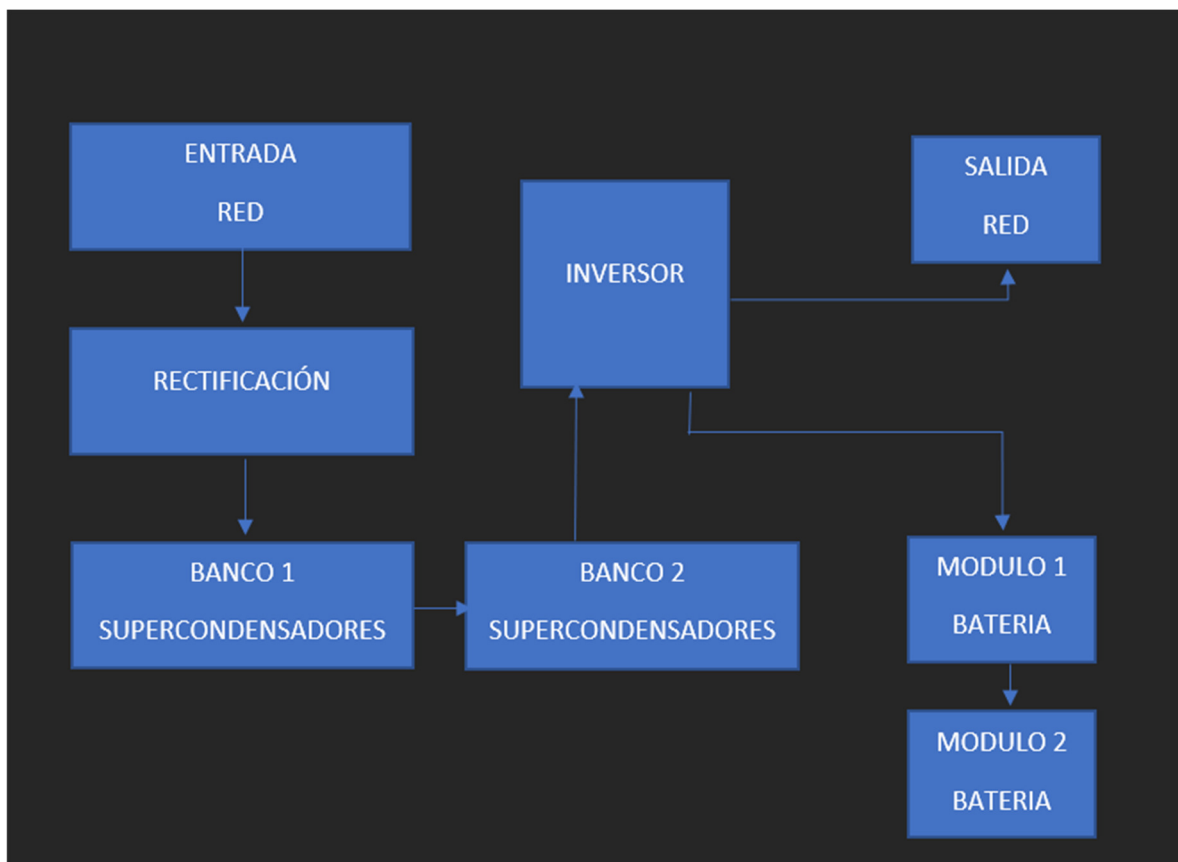 ENTRADA
RED
RECTIFICACIÓN
BANCO 1
SUPERCONDENSADORES
BANCO 2
SUPERCONDENSADORES
INVERSOR
SALIDA
RED
MODULO 1
BATERIA
MODULO 2
BATERIA